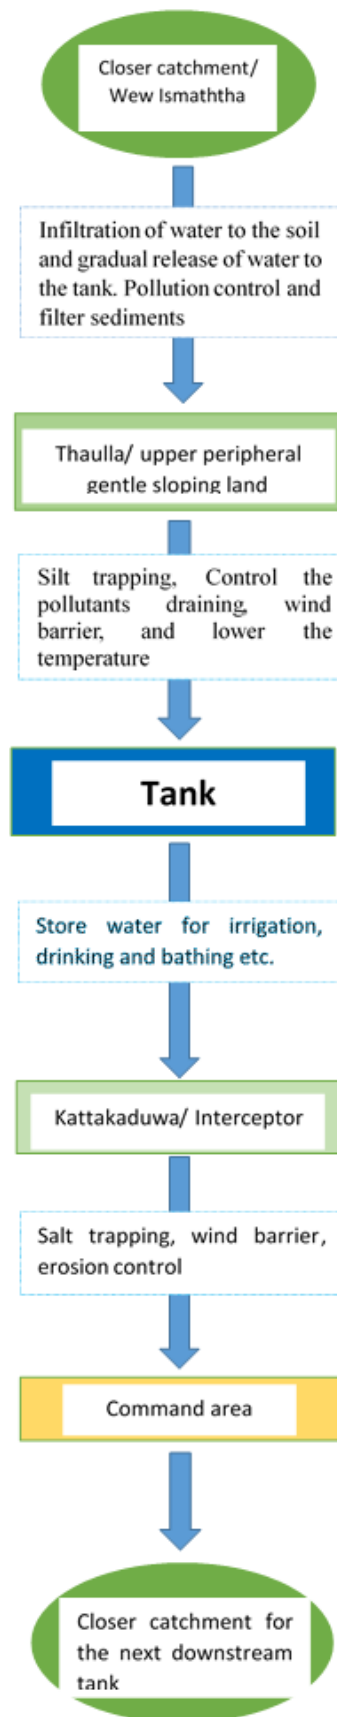 Closer catchment/
Wew Ismaththa
Infiltration of water to the soil
and gradual release of water to
the tank. Pollution control and
filter sediments
Thaulla/ upper peripheral
gentle sloping land
Silt trapping, Control the
pollutants draining, wind
barrier, and lower the
temperature
Tank
Store water for irrigation,
drinking and bathing etc.
Kattakaduwa/ Interceptor
Salt trapping, wind barrier,
erosion control
Command area
Closer catchment for
the next downstream
tank